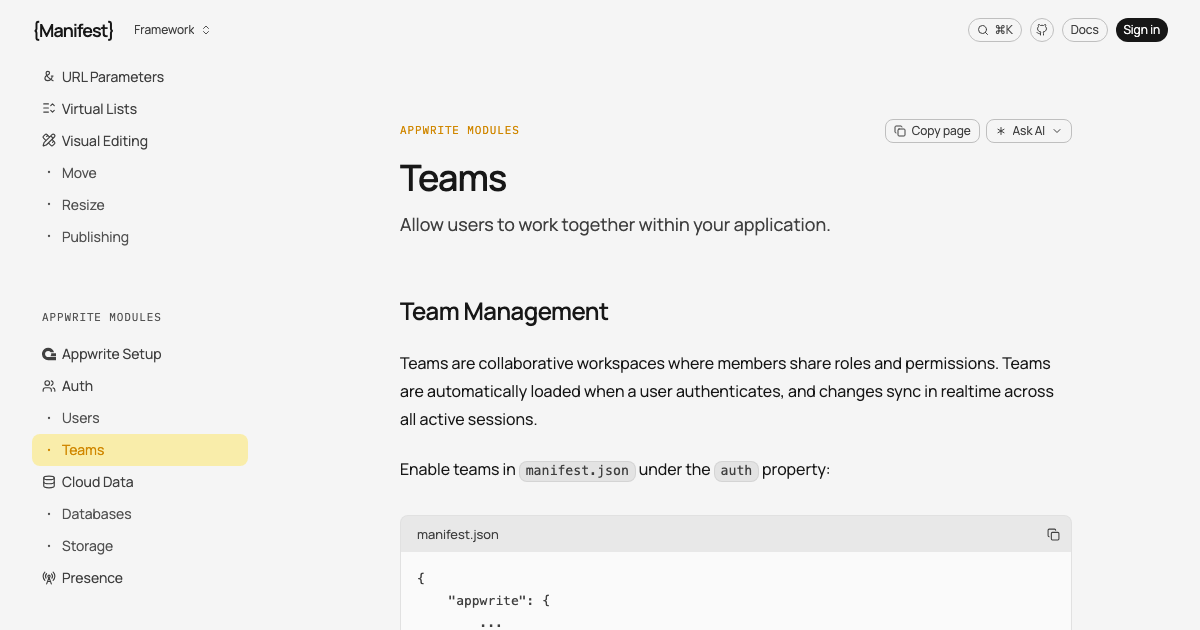 {Manifest}
Framework
⌘K
Docs
Sign in
& URL Parameters
Virtual Lists
Visual Editing
· Move
· Resize
· Publishing
APPWRITE MODULES
Appwrite Setup
Auth
· Users
· Teams
Cloud Data
· Databases
· Storage
Presence
APPWRITE MODULES
Copy page
Ask AI
Teams
Allow users to work together within your application.
Team Management
Teams are collaborative workspaces where members share roles and permissions. Teams
are automatically loaded when a user authenticates, and changes sync in realtime across
all active sessions.
Enable teams in manifest.json under the auth property:
manifest.json
{
"appwrite": {
...